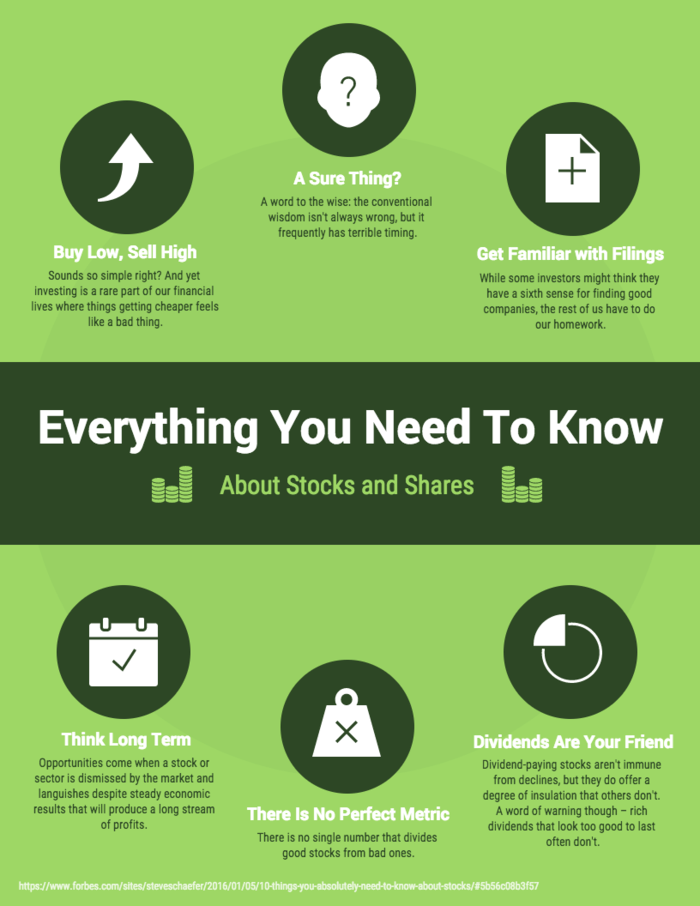 ?
A Sure Thing?
A word to the wise: the conventional
wisdom isn't always wrong, but it
frequently has terrible timing.
Buy Low, Sell High
Sounds so simple right? And yet
investing is a rare part of our financial
lives where things getting cheaper feels
like a bad thing.
Get Familiar with Filings
While some investors might think they
have a sixth sense for finding good
companies, the rest of us have to do
our homework.
Everything You Need To Know
About Stocks and Shares
Think Long Term
Opportunities come when a stock or
sector is dismissed by the market and
languishes despite steady economic
results that will produce a long stream
of profits.
There Is No Perfect Metric
There is no single number that divides
good stocks from bad ones.
Dividends Are Your Friend
Dividend-paying stocks aren't immune
from declines, but they do offer a
degree of insulation that others don't.
A word of warning though – rich
dividends that look too good to last
often don't.
https://www.forbes.com/sites/steveschaefer/2016/01/05/10-things-you-absolutely-need-to-know-about-stocks/#5b56c08b3f57